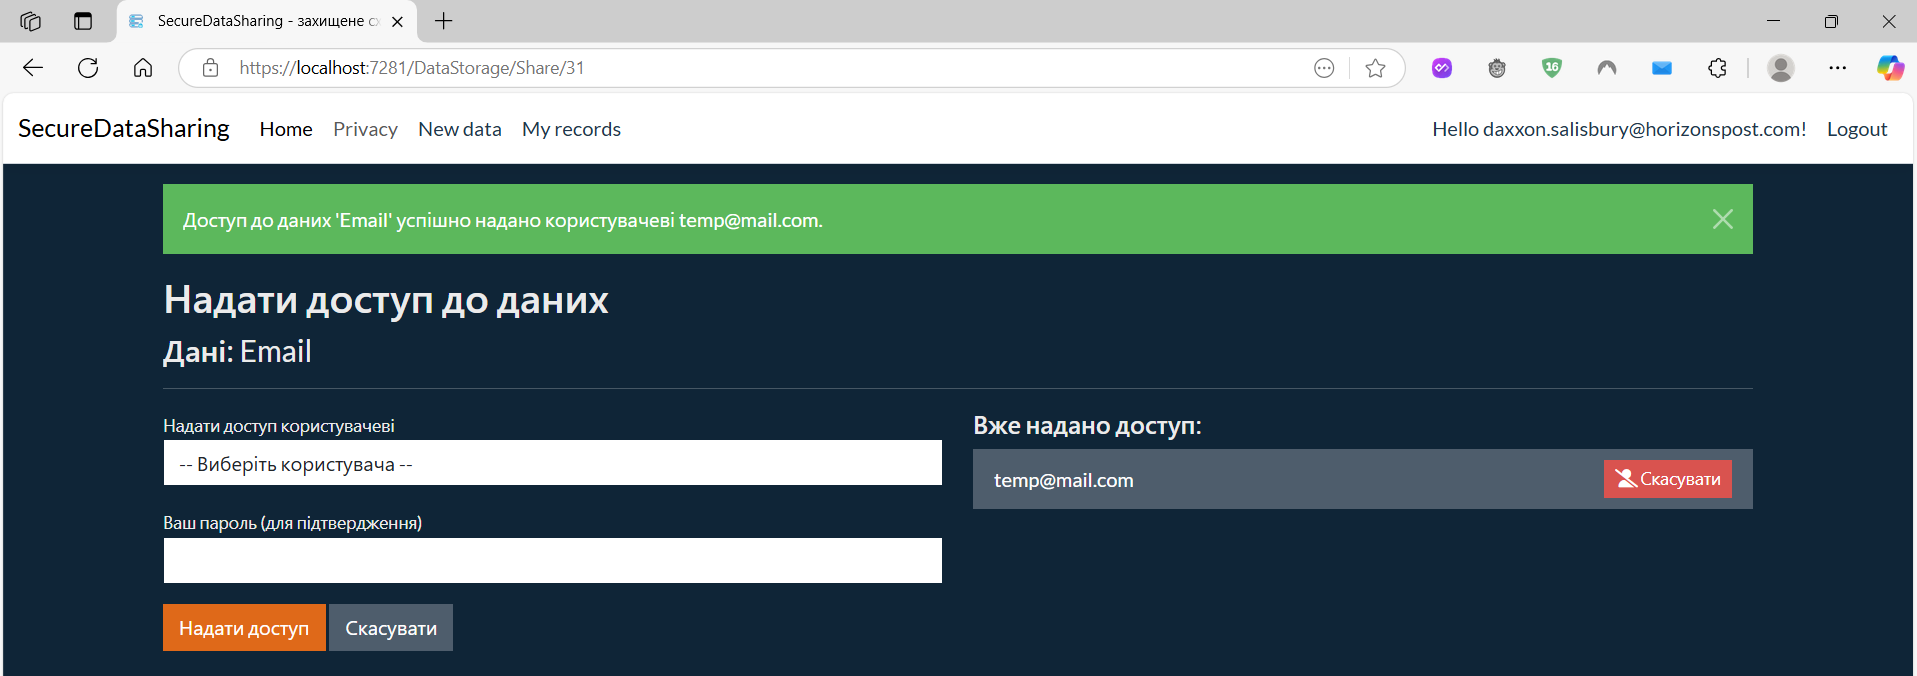 SecureDataSharing - захищене сх
https://localhost:7281/DataStorage/Share/31
16
SecureDataSharing Home Privacy New data My records Hello daxxon.salisbury@horizonspost.com! Logout
Доступ до даних 'Email' успішно надано користувачеві temp@mail.com.
Надати доступ до даних
Дані: Email
Надати доступ користувачеві
-- Виберіть користувача --
Ваш пароль (для підтвердження)
Надати доступ Скасувати
Вже надано доступ:
temp@mail.com Скасувати